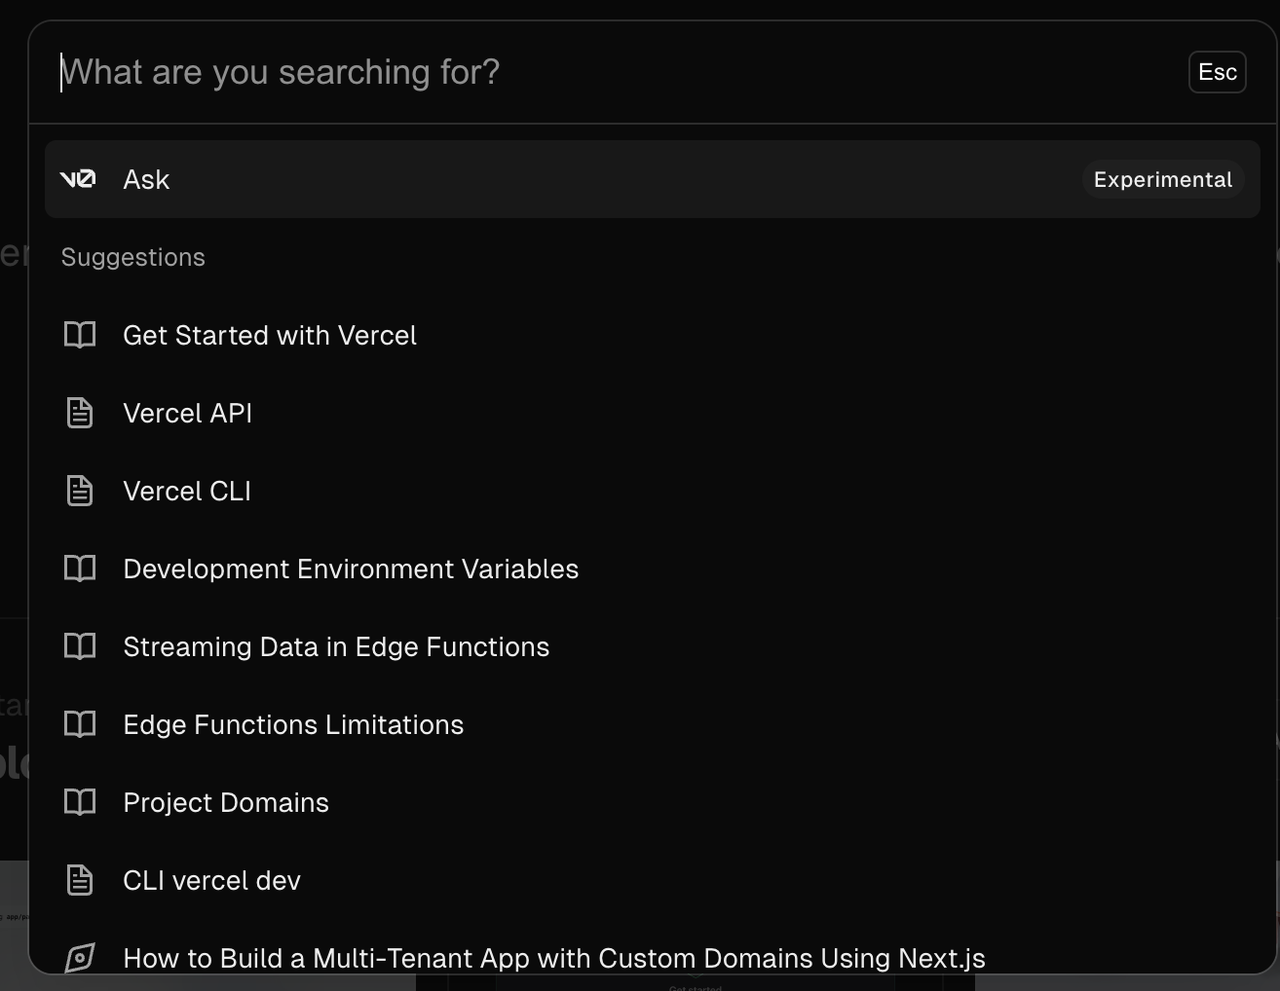 What are you searching for?
Esc
v0 Ask
Experimental
Suggestions
Get Started with Vercel
Vercel API
Vercel CLI
Development Environment Variables
Streaming Data in Edge Functions
Edge Functions Limitations
Project Domains
CLI vercel dev
How to Build a Multi-Tenant App with Custom Domains Using Next.js
Get started